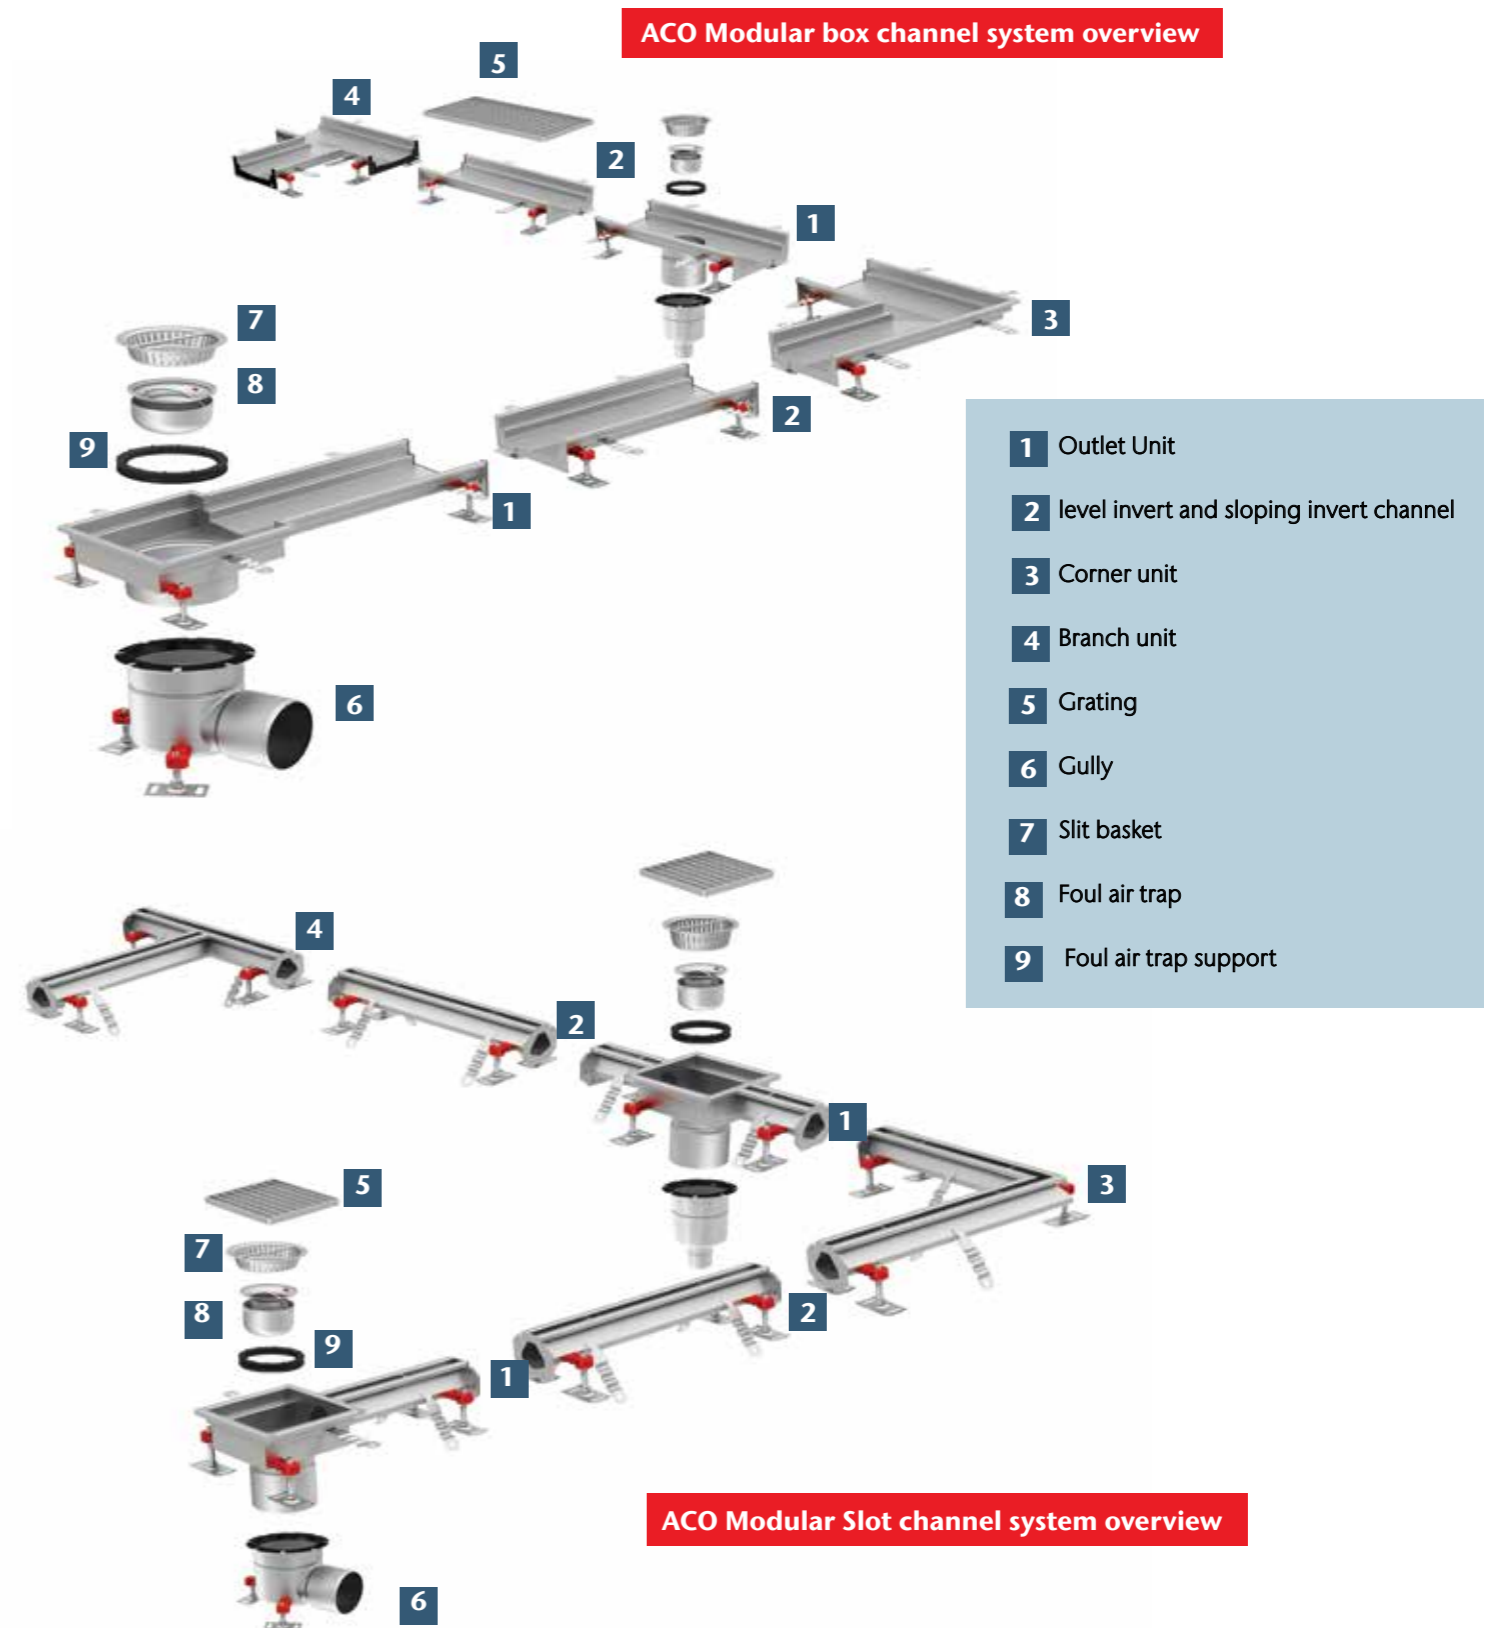 ACO Modular box channel system overview
5
4
2
1
3
7
8
2
9
1
6
1 Outlet Unit
2 level invert and sloping invert channel
3 Corner unit
4 Branch unit
5 Grating
6 Gully
7 Slit basket
8 Foul air trap
9 Foul air trap support
4
2
1
3
5
7
8
2
9
1
ACO Modular Slot channel system overview
6